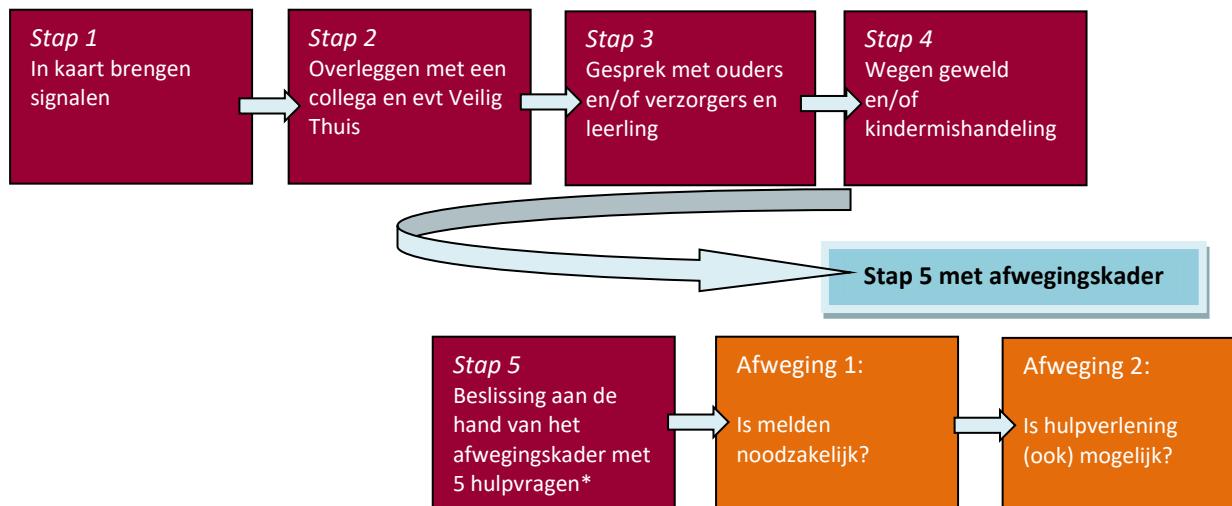 Stap 1
In kaart brengen
signalen
Stap 2
Overleggen met een
collega en evt Veilig
Thuis
Stap 3
Gesprek met ouders
en/of verzorgers en
leerling
Stap 4
Wegen geweld
en/of
kindermishandeling
Stap 5 met afwegingskader
Stap 5
Beslissing aan de
hand van het
afwegingskader met
5 hulpvragen*
Afweging 1:
Is melden
noodzakelijk?
Afweging 2:
Is hulpverlening
(ook) mogelijk?